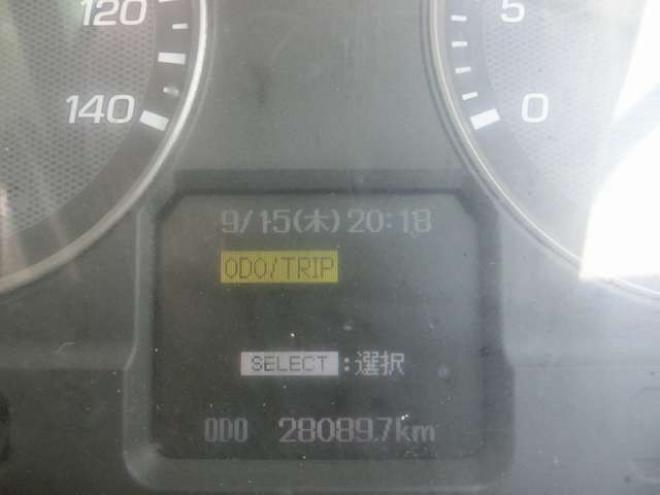 120
140
5
0
9/15(木)20:18
ODO/TRIP
SELECT:選択
ODO 28089.7km